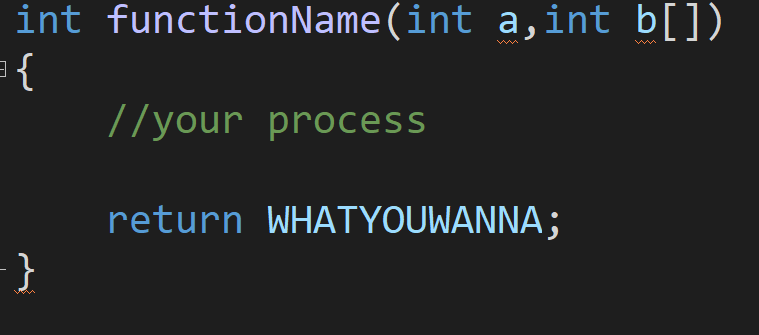 int functionName(int a,int b[])
{
//your process
return WHATYOUWANNA;
}